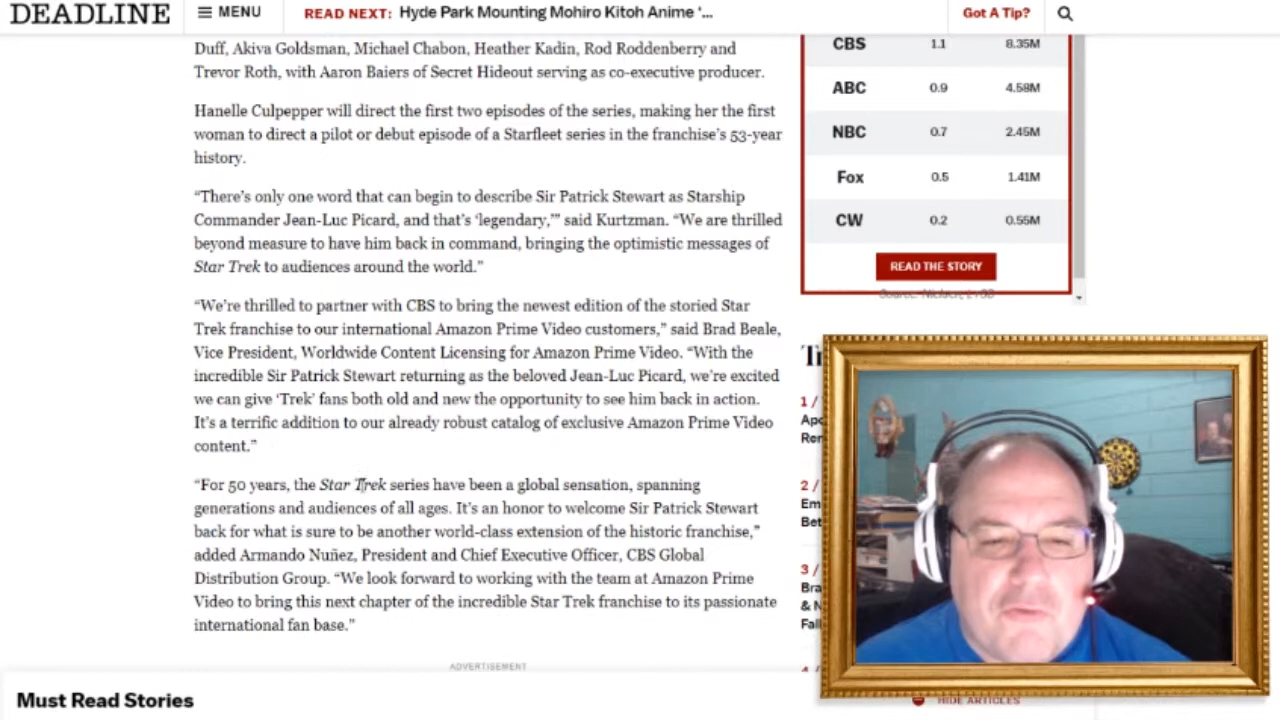 DEADLINE
MENU
READ NEXT: Hyde Park Mounting Mohiro Kitoh Anime ‘...
Got A Tip?
Duff, Akiva Goldsman, Michael Chabon, Heather Kadin, Rod Roddenberry and
Trevor Roth, with Aaron Baiers of Secret Hideout serving as co-executive producer.
Hanelle Culpepper will direct the first two episodes of the series, making her the first
woman to direct a pilot or debut episode of a Starfleet series in the franchise’s 53-year
history.
“There’s only one word that can begin to describe Sir Patrick Stewart as Starship
Commander Jean-Luc Picard, and that’s ‘legendary,’” said Kurtzman. “We are thrilled
beyond measure to have him back in command, bringing the optimistic messages of
Star Trek to audiences around the world.”
“We’re thrilled to partner with CBS to bring the newest edition of the storied Star
Trek franchise to our international Amazon Prime Video customers,” said Brad Beale,
Vice President, Worldwide Content Licensing for Amazon Prime Video. “With the
incredible Sir Patrick Stewart returning as the beloved Jean-Luc Picard, we’re excited
we can give ‘Trek’ fans both old and new the opportunity to see him back in action.
It’s a terrific addition to our already robust catalog of exclusive Amazon Prime Video
content.”
“For 50 years, the Star Trek series have been a global sensation, spanning
generations and audiences of all ages. It’s an honor to welcome Sir Patrick Stewart
back for what is sure to be another world-class extension of the historic franchise,”
added Armando Nuñez, President and Chief Executive Officer, CBS Global
Distribution Group. “We look forward to working with the team at Amazon Prime
Video to bring this next chapter of the incredible Star Trek franchise to its passionate
international fan base.”
ADVERTISEMENT
Must Read Stories
CBS 1.1 8.35M
ABC 0.9 4.58M
NBC 0.7 2.45M
Fox 0.5 1.41M
CW 0.2 0.55M
READ THE STORY
1 /
2 /
3 /
HIDE ARTICLES